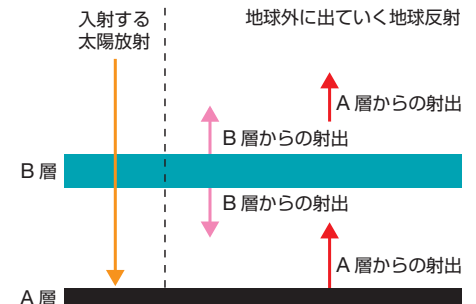 入射する
太陽放射
地球外に出ていく地球反射
A 層からの射出
B 層からの射出
B 層
B 層からの射出
A 層からの射出
A 層